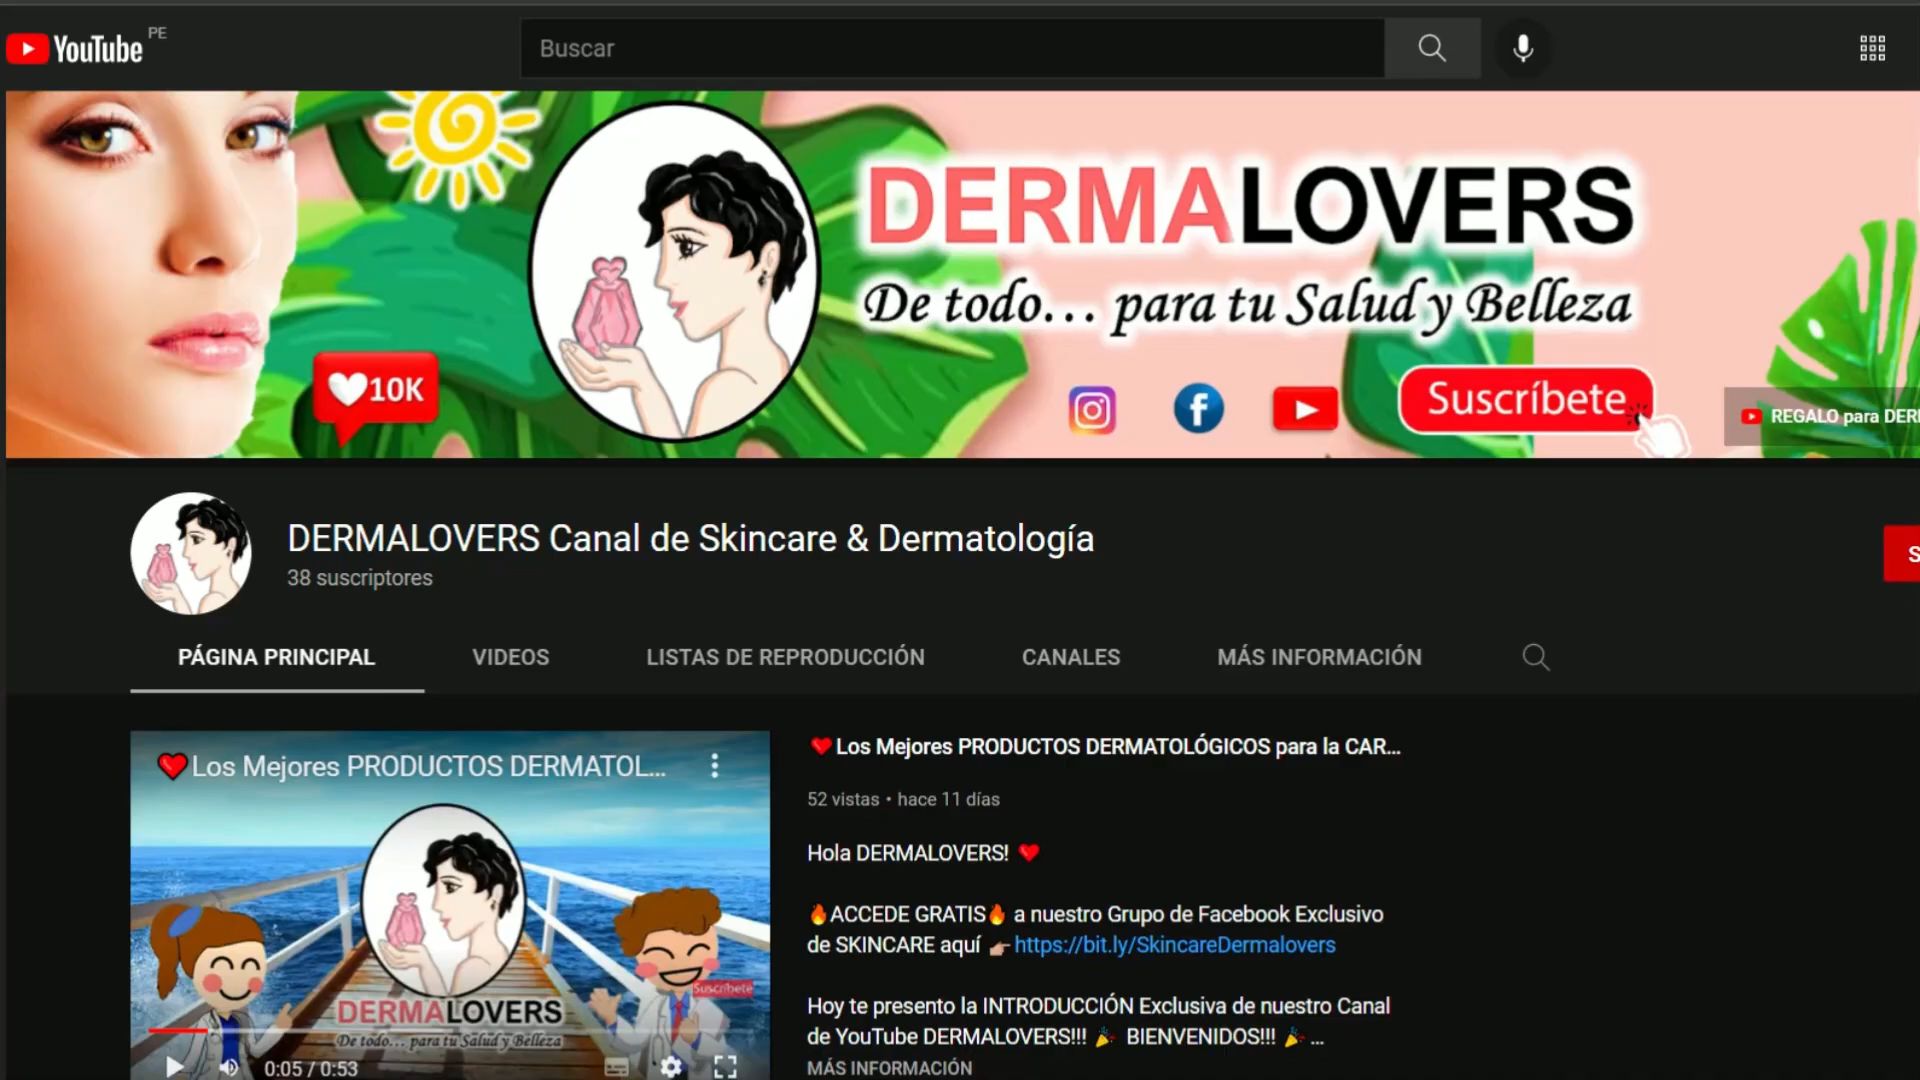 YouTube PE
Buscar
DERMALOVERS
De todo... para tu Salud y Belleza
10K
Suscríbete
REGALO para DER
DERMALOVERS Canal de Skincare & Dermatología
38 suscriptores
S
PÁGINA PRINCIPAL VIDEOS LISTAS DE REPRODUCCIÓN CANALES MÁS INFORMACIÓN
❤️Los Mejores PRODUCTOS DERMATOL...
DERMALOVERS
De todo... para tu Salud y Belleza
Suscríbete
0:05 / 0:53
❤️Los Mejores PRODUCTOS DERMATOLÓGICOS para la CAR...
52 vistas • hace 11 días
Hola DERMALOVERS! ❤️
🔥ACCEDE GRATIS🔥 a nuestro Grupo de Facebook Exclusivo
de SKINCARE aquí 👉🏼 https://bit.ly/SkincareDermalovers
Hoy te presento la INTRODUCCIÓN Exclusiva de nuestro Canal
de YouTube DERMALOVERS!!! 🎉 BIENVENIDOS!!! 🎉 ...
MÁS INFORMACIÓN